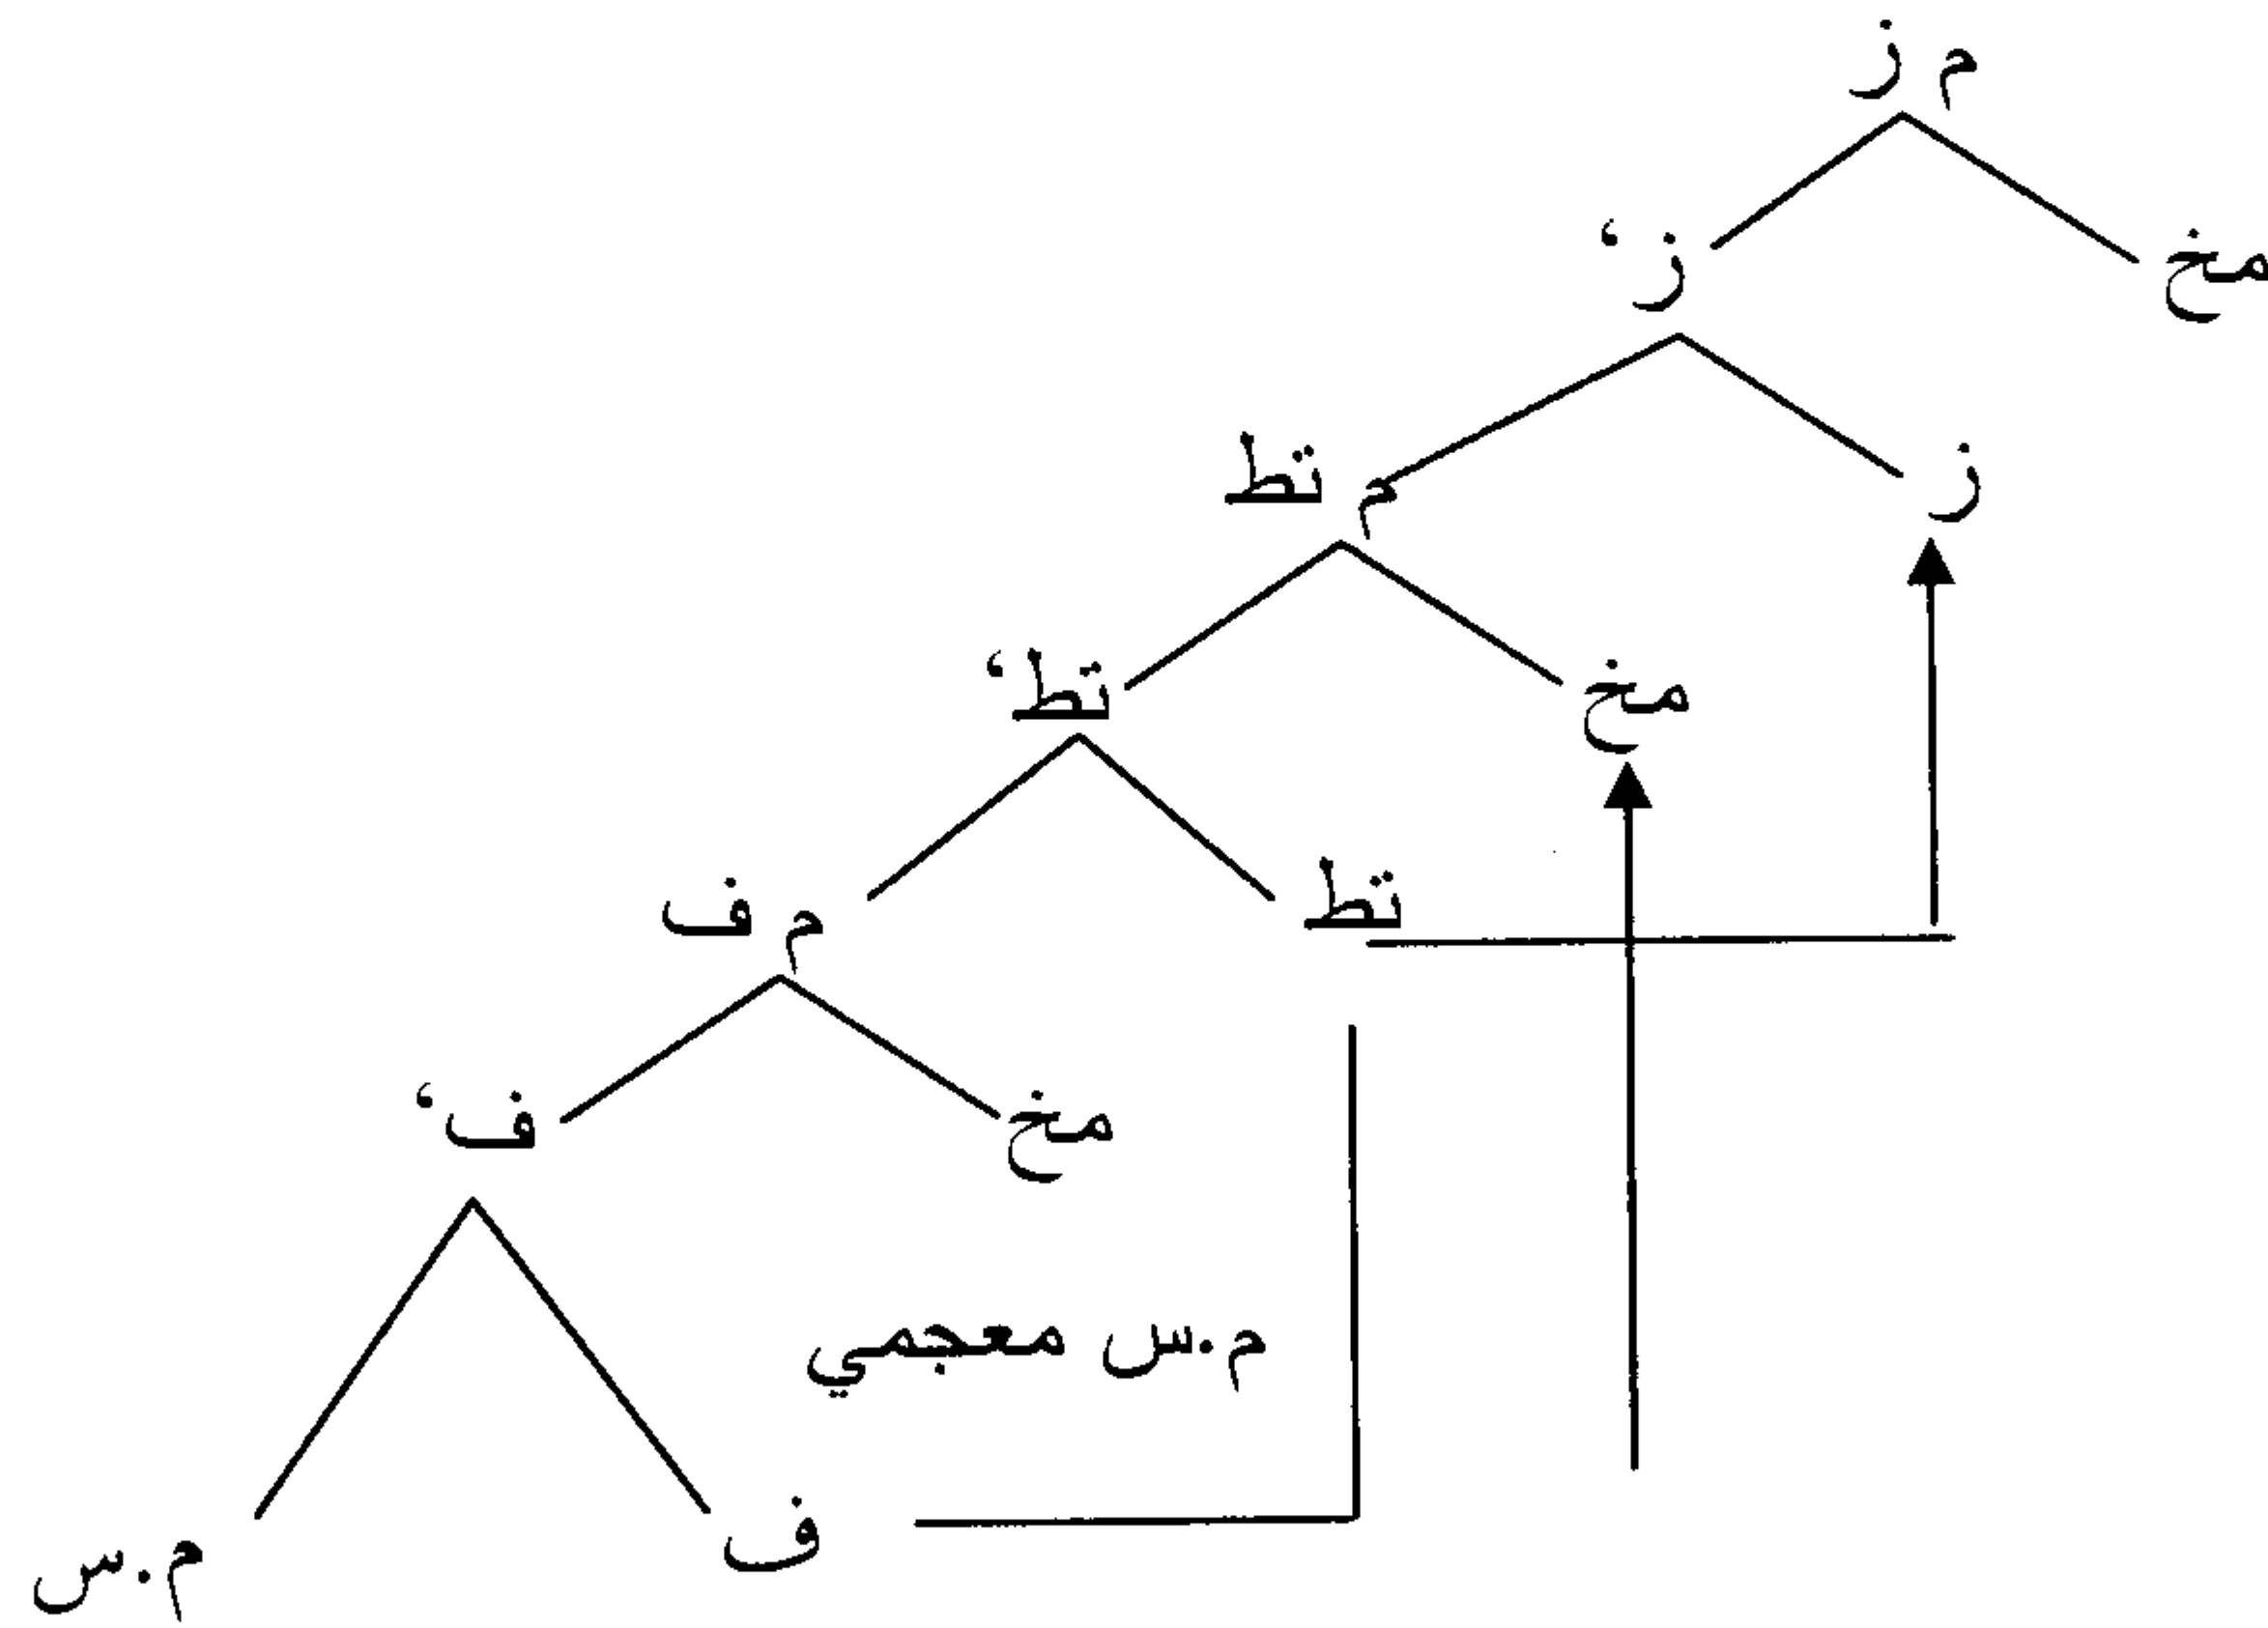 م ز
مخ ز‘
ز م تط
مخ تط‘
تط م ف
مخ ف‘
م.س معجمي
ف م.س